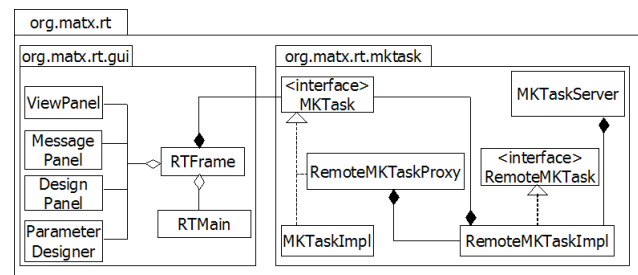 org.matx.rt
org.matx.rt.gui
ViewPanel
Message
Panel
Design
Panel
Parameter
Designer
RTFrame
RTMain
org.matx.rt.mktask
<interface>
MKTask
RemoteMKTaskProxy
MKTaskImpl
MKTaskServer
<interface>
RemoteMKTask
RemoteMKTaskImpl